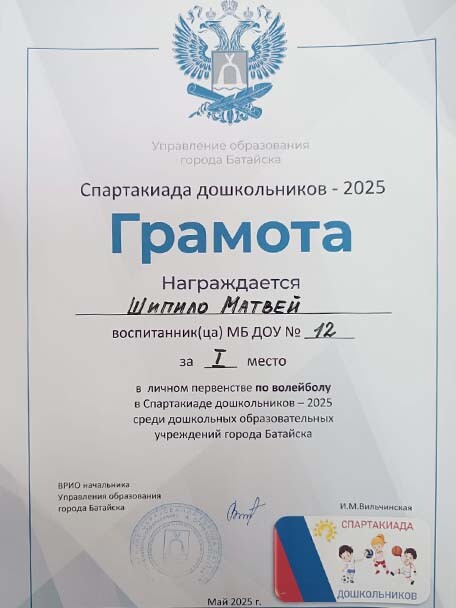 Управление образования
города Батайска
Спартакиада дошкольников - 2025
Грамота
Награждается
Шипило Матвей
воспитанник(ца) МБ ДОУ № 12
за I место
в личном первенстве по волейболу
в Спартакиаде дошкольников – 2025
среди дошкольных образовательных
учреждений города Батайска
ВРИО начальника
Управления образования
города Батайска
И.М.Вильчинская
СПАРТАКИАДА
ДОШКОЛЬНИКОВ
Май 2025 г.